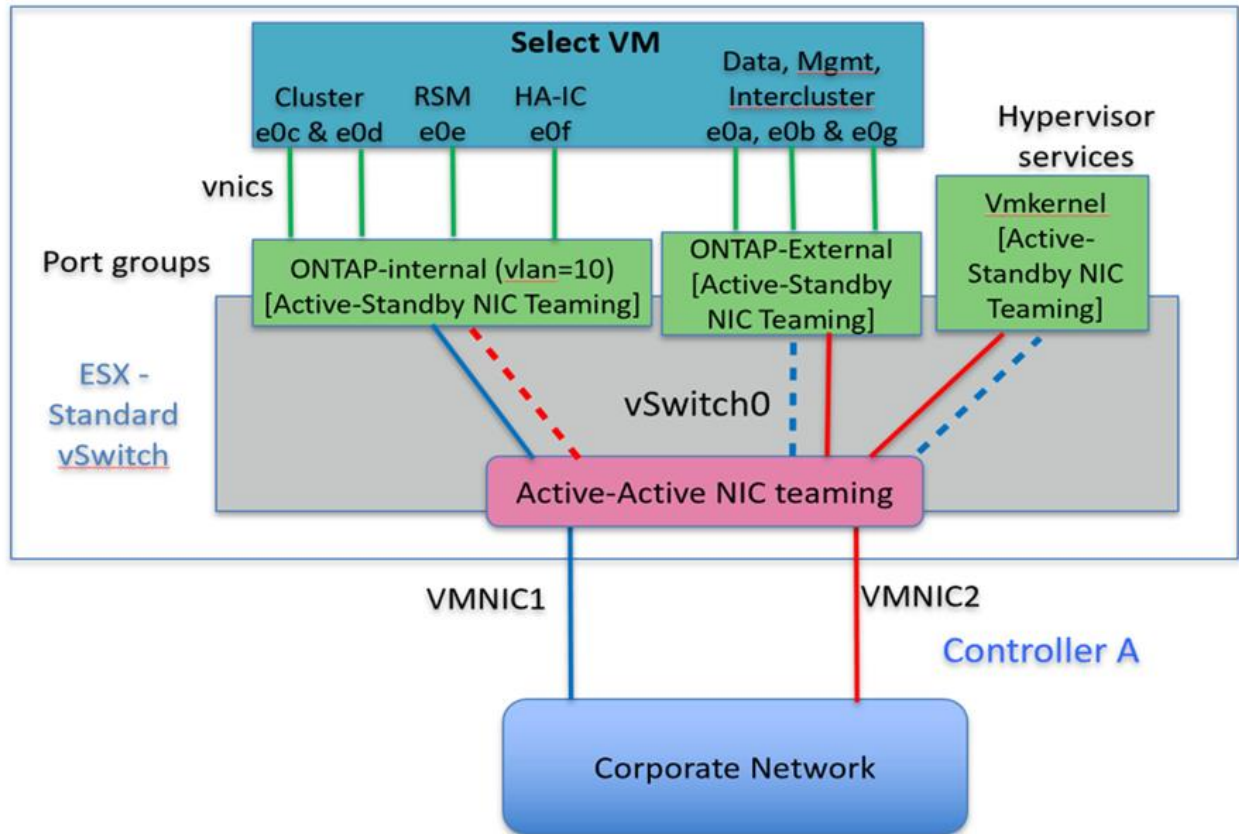 Select VM
Cluster
e0c & e0d
RSM
e0e
HA-IC
e0f
Data, Mgmt,
Intercluster
e0a, e0b & e0g
Hypervisor
services
vnics
Port groups
ONTAP-internal (vlan=10)
[Active-Standby NIC Teaming]
ONTAP-External
[Active-Standby
NIC Teaming]
Vmkernel
[Active-
Standby NIC
Teaming]
ESX -
Standard
vSwitch
vSwitch0
Active-Active NIC teaming
VMNIC1
VMNIC2
Controller A
Corporate Network